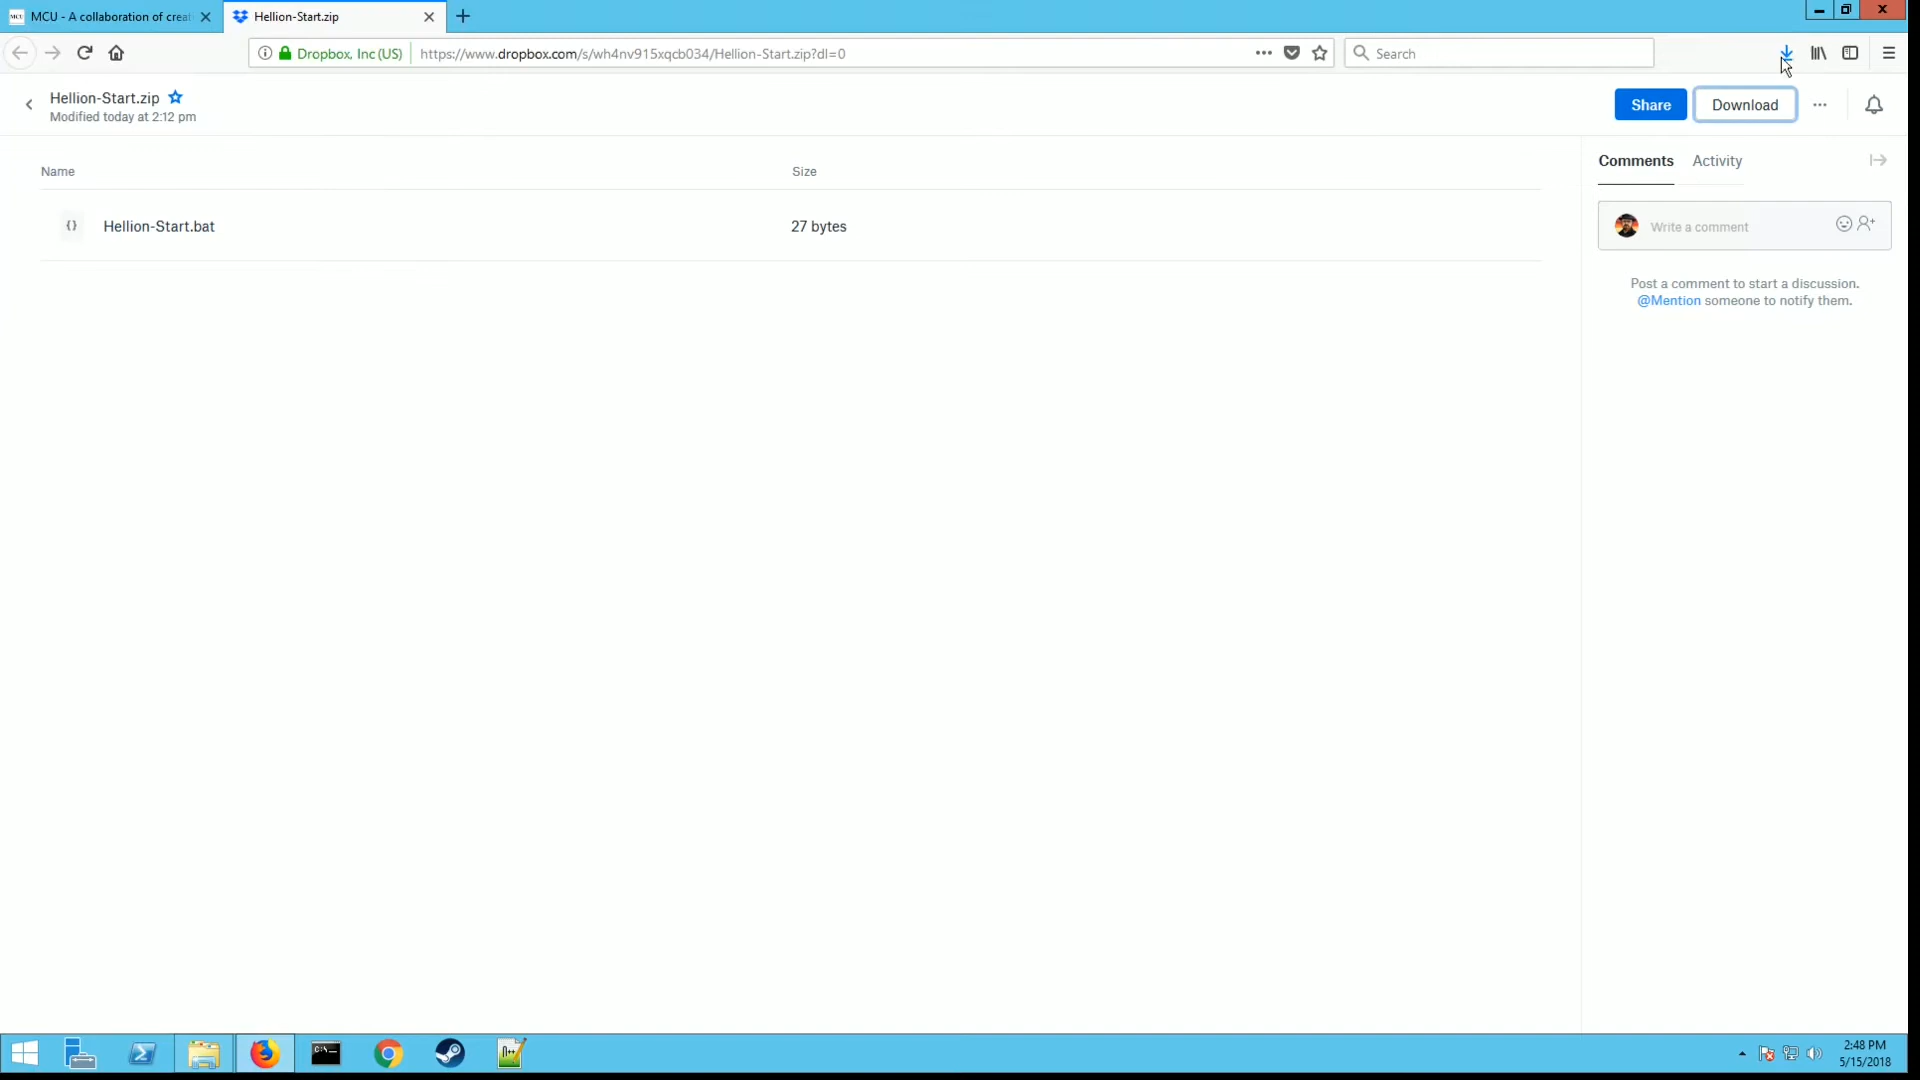 MCU - A collaboration of creat
Hellion-Start.zip
Dropbox, Inc (US)
https://www.dropbox.com/s/wh4nv915xqcb034/Hellion-Start.zip?dl=0
Search
Hellion-Start.zip
Modified today at 2:12 pm
Share
Download
Name
Size
Hellion-Start.bat
27 bytes
Comments
Activity
Write a comment
Post a comment to start a discussion.
@Mention someone to notify them.
2:48 PM
5/15/2018